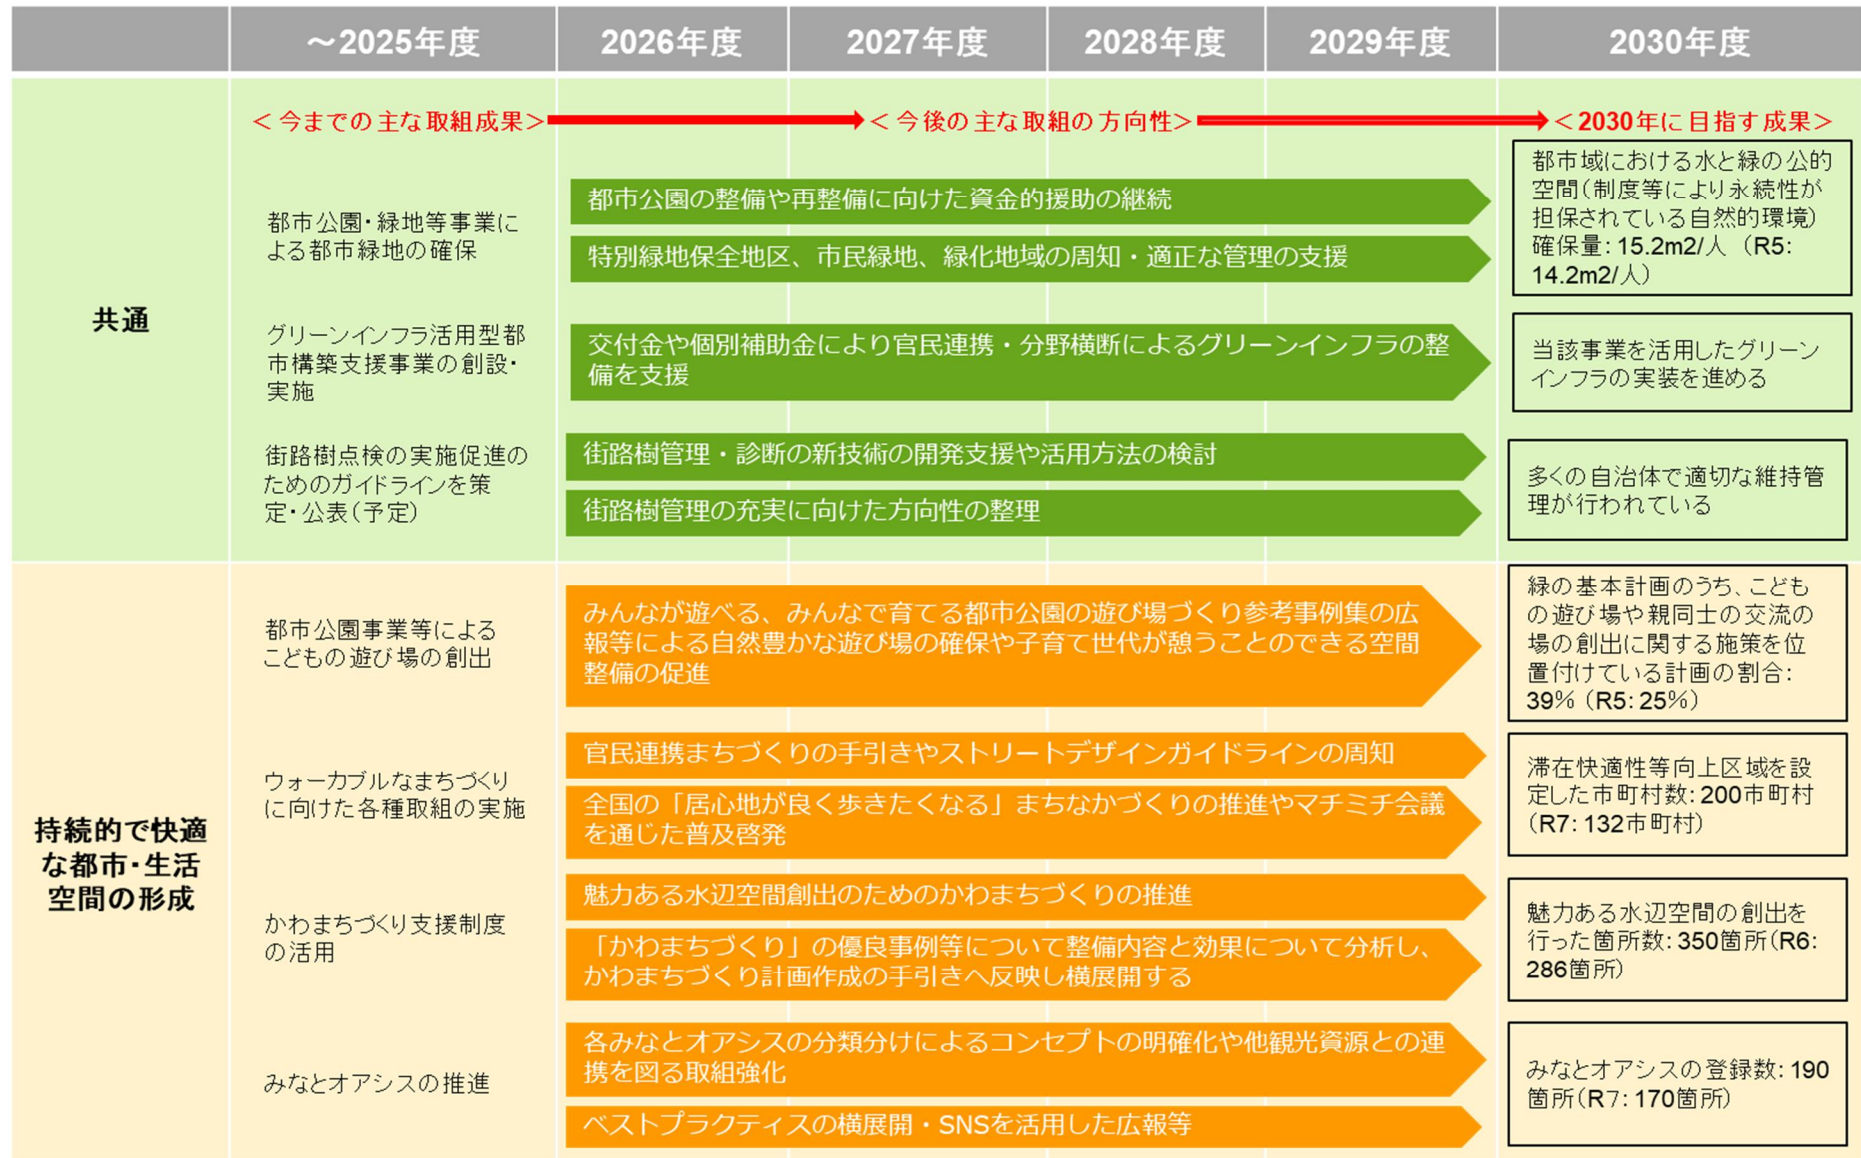 ～2025年度
2026年度
2027年度
2028年度
2029年度
2030年度
＜今までの主な取組成果＞
＜今後の主な取組の方向性＞
＜2030年に目指す成果＞
共通
都市公園・緑地等事業に
よる都市緑地の確保
都市公園の整備や再整備に向けた資金的援助の継続
特別緑地保全地区、市民緑地、緑化地域の周知・適正な管理の支援
都市域における水と緑の公的
空間（制度等により永続性が
担保されている自然的環境）
確保量：15.2m2/人（R5：
14.2m2/人）
グリーンインフラ活用型都
市構築支援事業の創設・
実施
交付金や個別補助金により官民連携・分野横断によるグリーンインフラの整
備を支援
当該事業を活用したグリーン
インフラの実装を進める
街路樹点検の実施促進の
ためのガイドラインを策
定・公表（予定）
街路樹管理・診断の新技術の開発支援や活用方法の検討
街路樹管理の充実に向けた方向性の整理
多くの自治体で適切な維持管
理が行われている
持続的で快適
な都市・生活
空間の形成
都市公園事業等による
こどもの遊び場の創出
みんなが遊べる、みんなで育てる都市公園の遊び場づくり参考事例集の広
報等による自然豊かな遊び場の確保や子育て世代が憩うことのできる空間
整備の促進
緑の基本計画のうち、こども
の遊び場や親同士の交流の
場の創出に関する施策を位
置付けている計画の割合：
39％（R5：25％）
ウォーカブルなまちづくり
に向けた各種取組の実施
官民連携まちづくりの手引きやストリートデザインガイドラインの周知
全国の「居心地が良く歩きたくなる」まちなかづくりの推進やマチミチ会議
を通じた普及啓発
滞在快適性等向上区域を設
定した市町村数：200市町村
（R7：132市町村）
かわまちづくり支援制度
の活用
魅力ある水辺空間創出のためのかわまちづくりの推進
「かわまちづくり」の優良事例等について整備内容と効果について分析し、
かわまちづくり計画作成の手引きへ反映し横展開する
魅力ある水辺空間の創出を
行った箇所数：350箇所（R6：
286箇所）
みなとオアシスの推進
各みなとオアシスの分類分けによるコンセプトの明確化や他観光資源との連
携を図る取組強化
ベストプラクティスの横展開・SNSを活用した広報等
みなとオアシスの登録数：190
箇所（R7：170箇所）